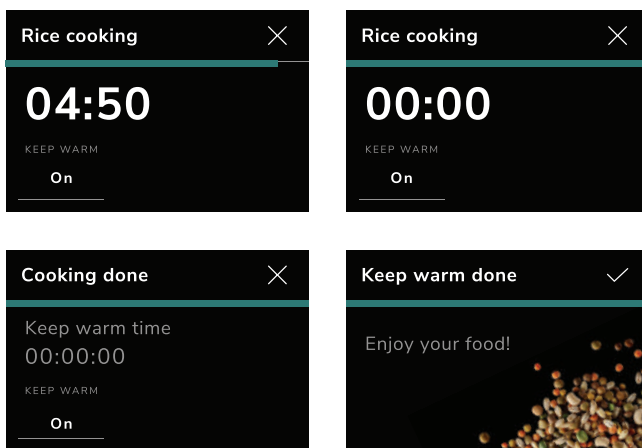 Rice cooking
04:50
KEEP WARM
On
Rice cooking
00:00
KEEP WARM
On
Cooking done
Keep warm time
00:00:00
KEEP WARM
On
Keep warm done
Enjoy your food!